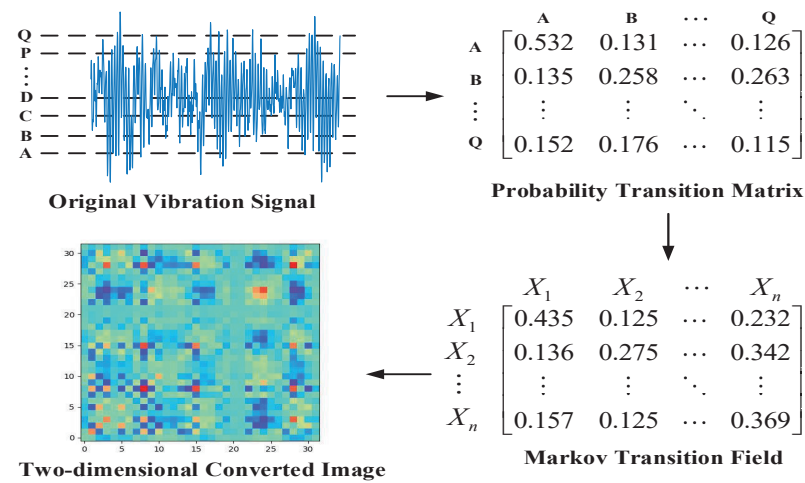 Q
P
⋮
D
C
B
A
Original Vibration Signal
A B ⋯ Q
A 0.532 0.131 ⋯ 0.126
B 0.135 0.258 ⋯ 0.263
⋮ ⋮ ⋮ ⋱ ⋮
Q 0.152 0.176 ⋯ 0.115
Probability Transition Matrix
X₁ X₂ ⋯ Xₙ
X₁ 0.435 0.125 ⋯ 0.232
X₂ 0.136 0.275 ⋯ 0.342
⋮ ⋮ ⋮ ⋱ ⋮
Xₙ 0.157 0.125 ⋯ 0.369
Markov Transition Field
30
25
20
15
10
5
0
0 5 10 15 20 25 30
Two-dimensional Converted Image